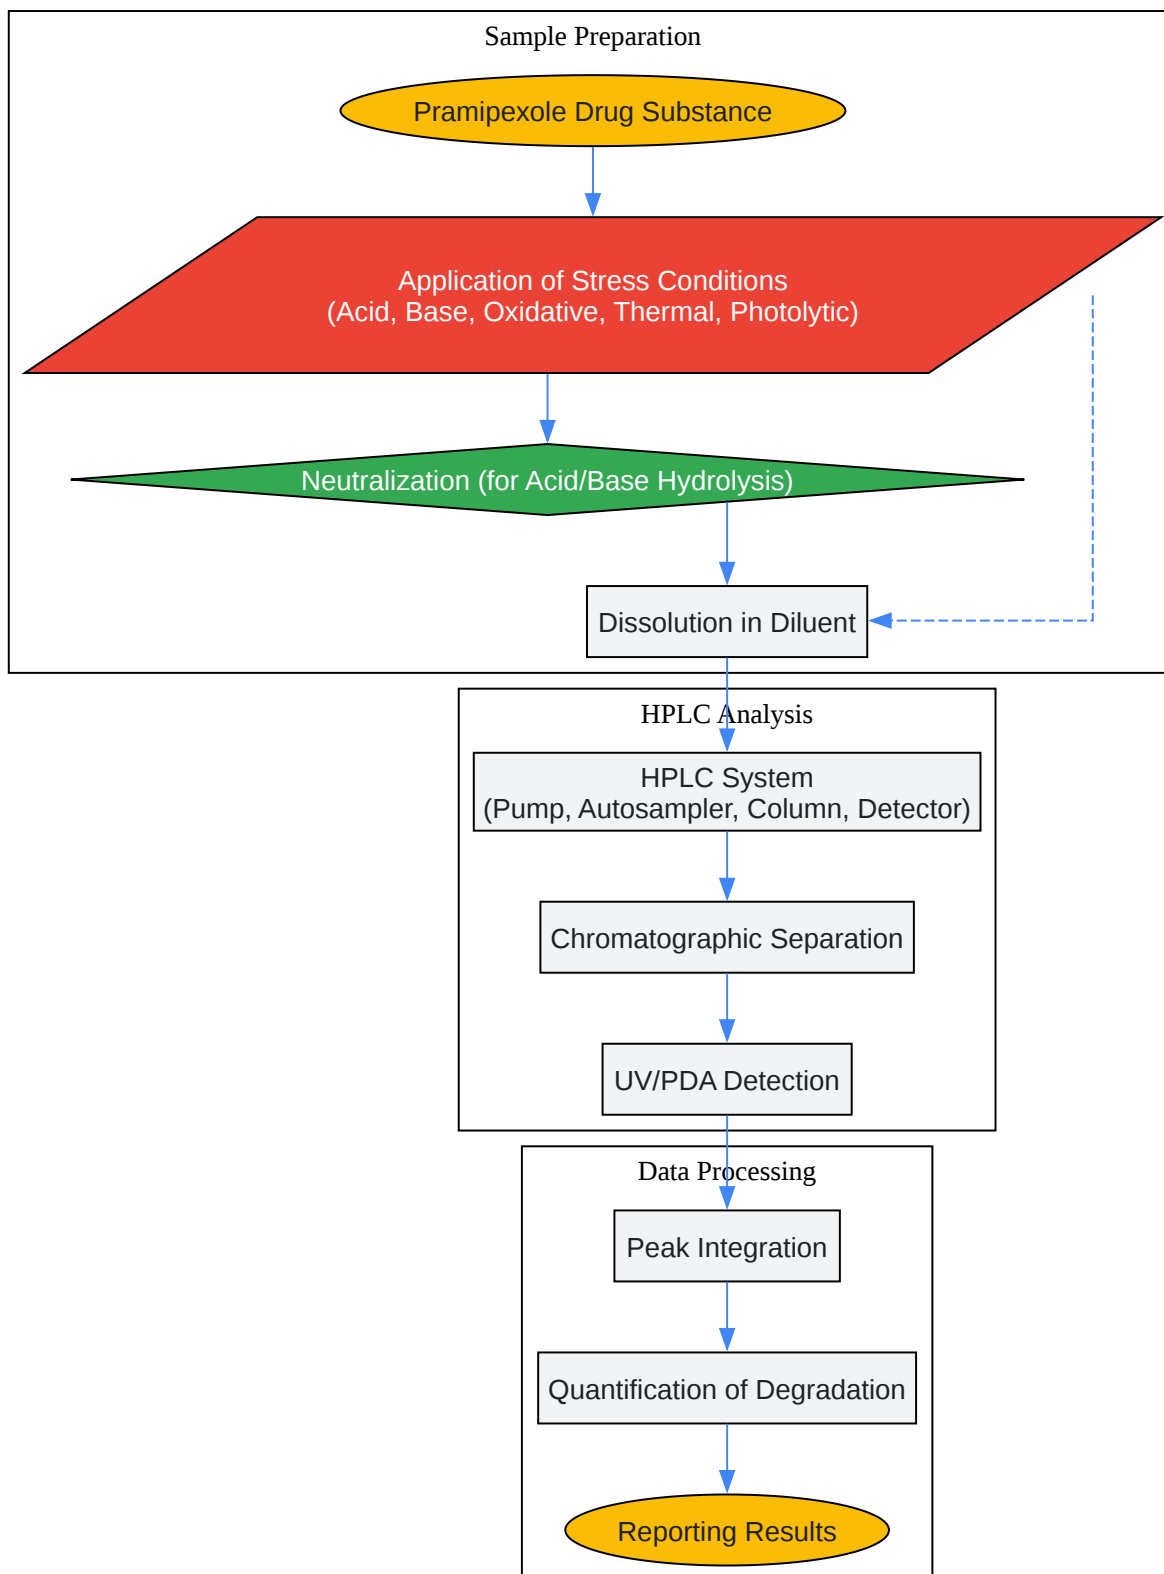 Sample Preparation
Pramipexole Drug Substance
Application of Stress Conditions
(Acid, Base, Oxidative, Thermal, Photolytic)
Neutralization (for Acid/Base Hydrolysis)
Dissolution in Diluent
HPLC Analysis
HPLC System
(Pump, Autosampler, Column, Detector)
Chromatographic Separation
UV/PDA Detection
Data Processing
Peak Integration
Quantification of Degradation
Reporting Results